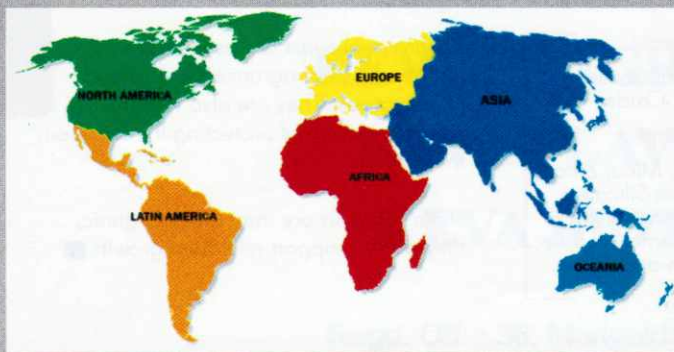 NORTH AMERICA
EUROPE
ASIA
AFRICA
LATIN AMERICA
OCEANIA